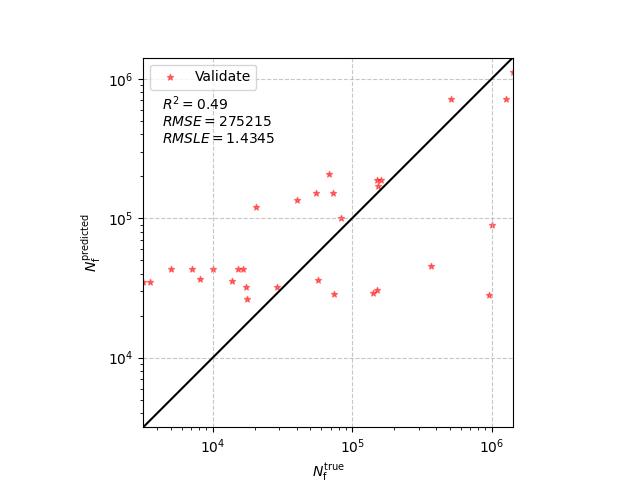 Validate
R² = 0.49
RMSE = 275215
RMSLE = 1.4345
10⁶
10⁵
10⁴
N_f^predicted
10⁴ 10⁵ 10⁶
N_f^true